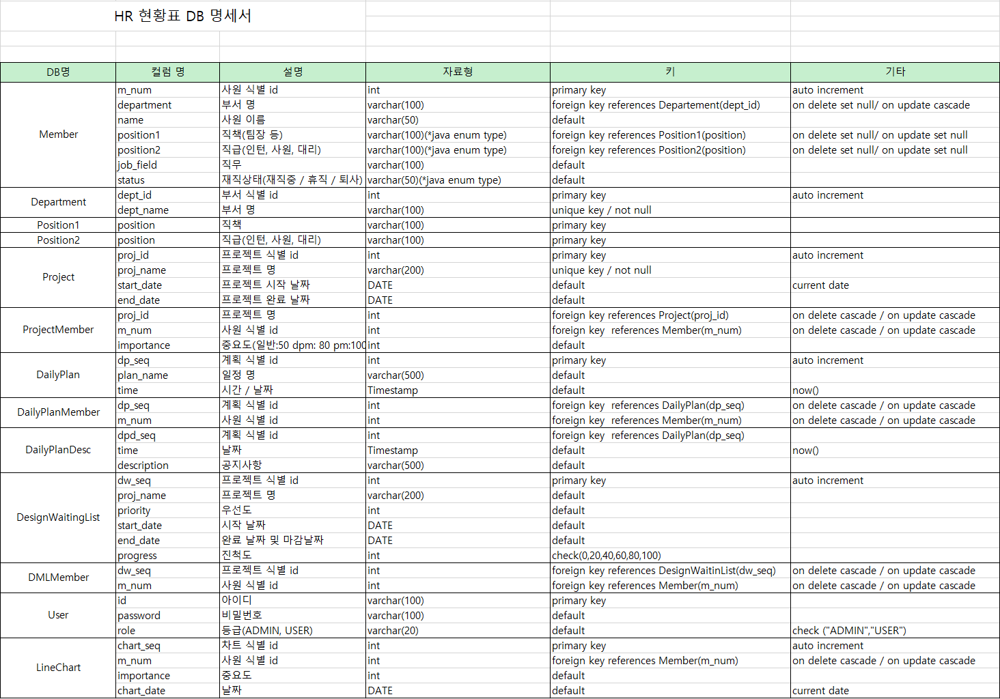 HR 현황표 DB 명세서
DB명 컬럼 명 설명 자료형 키 기타
Member
m_num 사원 식별 id int primary key auto increment
department 부서 명 varchar(100) foreign key references Departement(dept_id) on delete set null/ on update cascade
name 사원 이름 varchar(50) default
position1 직책(팀장 등) varchar(100)(*java enum type) foreign key references Position1(position) on delete set null/ on update set null
position2 직급(인턴, 사원, 대리) varchar(100)(*java enum type) foreign key references Position2(position) on delete set null/ on update set null
job_field 직무 varchar(100) default
status 재직상태(재직중 / 휴직 / 퇴사) varchar(50)(*java enum type) default
Department
dept_id 부서 식별 id int primary key auto increment
dept_name 부서 명 varchar(100) unique key / not null
Position1 position 직책 varchar(100) primary key
Position2 position 직급(인턴, 사원, 대리) varchar(100) primary key
Project
proj_id 프로젝트 식별 id int primary key auto increment
proj_name 프로젝트 명 varchar(200) unique key / not null
start_date 프로젝트 시작 날짜 DATE default current date
end_date 프로젝트 완료 날짜 DATE default
ProjectMember
proj_id 프로젝트 명 int foreign key references Project(proj_id) on delete cascade / on update cascade
m_num 사원 식별 id int foreign key  references Member(m_num) on delete cascade / on update cascade
importance 중요도(일반:50 dpm: 80 pm:100 int default
DailyPlan
dp_seq 계획 식별 id int primary key auto increment
plan_name 일정 명 varchar(500) default
time 시간 / 날짜 Timestamp default now()
DailyPlanMember
dp_seq 계획 식별 id int foreign key  references DailyPlan(dp_seq) on delete cascade / on update cascade
m_num 사원 식별 id int foreign key  references Member(m_num) on delete cascade / on update cascade
DailyPlanDesc
dpd_seq 계획 식별 id int foreign key  references DailyPlan(dp_seq)
time 날짜 Timestamp default now()
description 공지사항 varchar(500) default
DesignWaitingList
dw_seq 프로젝트 식별 id int primary key auto increment
proj_name 프로젝트 명 varchar(200) default
priority 우선도 int default
start_date 시작 날짜 DATE default
end_date 완료 날짜 및 마감날짜 DATE default
progress 진척도 int check(0,20,40,60,80,100)
DMLMember
dw_seq 프로젝트 식별 id int foreign key references DesignWaitinList(dw_seq) on delete cascade / on update cascade
m_num 사원 식별 id int foreign key references Member(m_num) on delete cascade / on update cascade
User
id 아이디 varchar(100) primary key
password 비밀번호 varchar(100) default
role 등급(ADMIN, USER) varchar(20) default check ("ADMIN","USER")
LineChart
chart_seq 차트 식별 id int primary key auto increment
m_num 사원 식별 id int foreign key references Member(m_num) on delete cascade / on update cascade
importance 중요도 int default
chart_date 날짜 DATE default current date